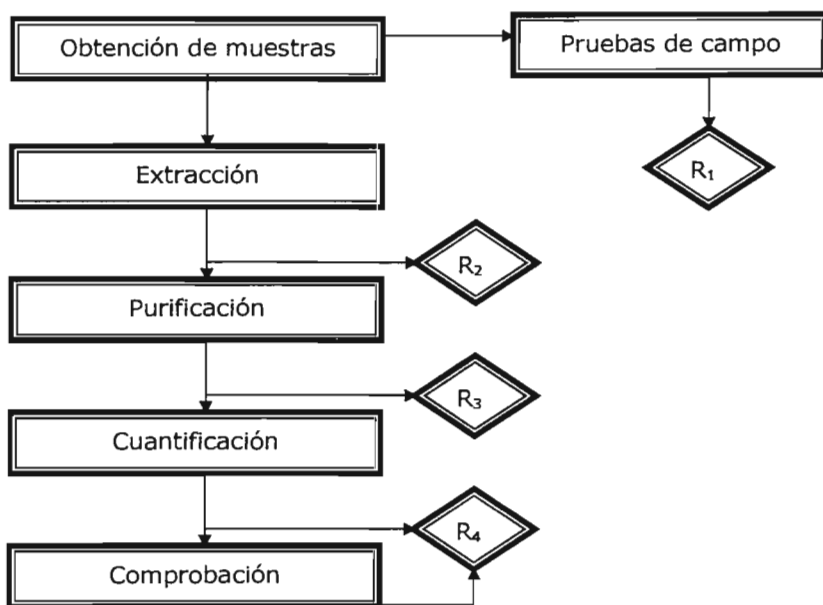 Obtención de muestras
Pruebas de campo
Extracción
R₁
R₂
Purificación
R₃
Cuantificación
R₄
Comprobación